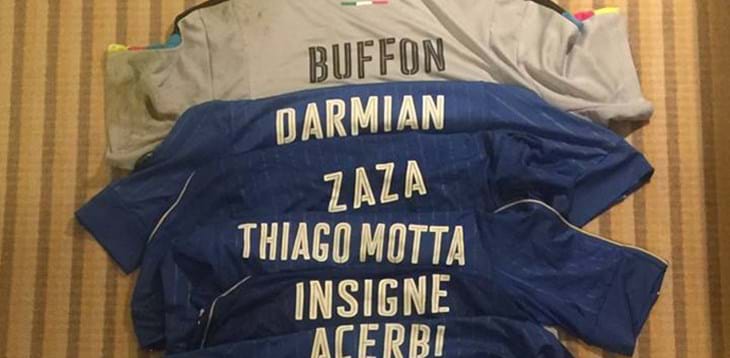 BUFFON
DARMIAN
ZAZA
THIAGO MOTTA
INSIGNE
ACERBI